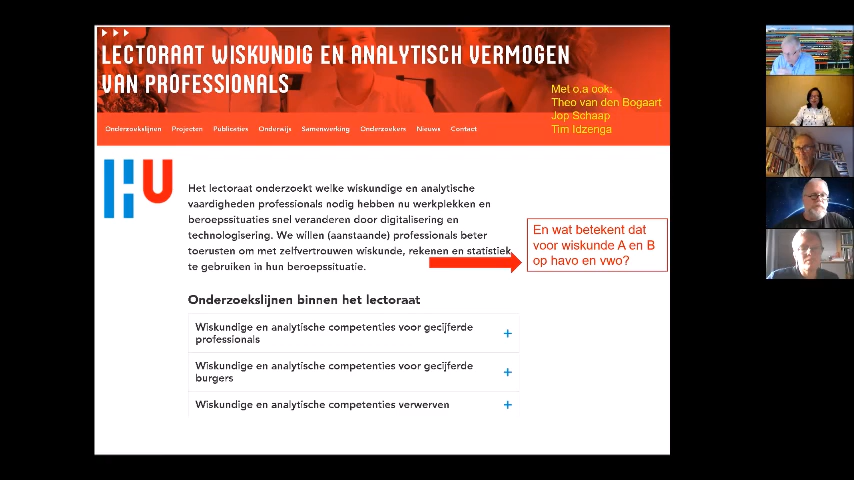 LECTORAAT WISKUNDIG EN ANALYTISCH VERMOGEN
VAN PROFESSIONALS
Met o.a ook:
Theo van den Bogaart
Jop Schaap
Tim Idzenga
Onderzoekslijnen Projecten Publicaties Onderwijs Samenwerking Onderzoekers Nieuws Contact
HU
Het lectoraat onderzoekt welke wiskundige en analytische
vaardigheden professionals nodig hebben nu werkplekken en
beroepssituaties snel veranderen door digitalisering en
technologisering. We willen (aanstaande) professionals beter
toerusten om met zelfvertrouwen wiskunde, rekenen en statistiek
te gebruiken in hun beroepssituatie.
En wat betekent dat
voor wiskunde A en B
op havo en vwo?
Onderzoekslijnen binnen het lectoraat
Wiskundige en analytische competenties voor gecijferde
professionals
+
Wiskundige en analytische competenties voor gecijferde
burgers
+
Wiskundige en analytische competenties verwerven
+